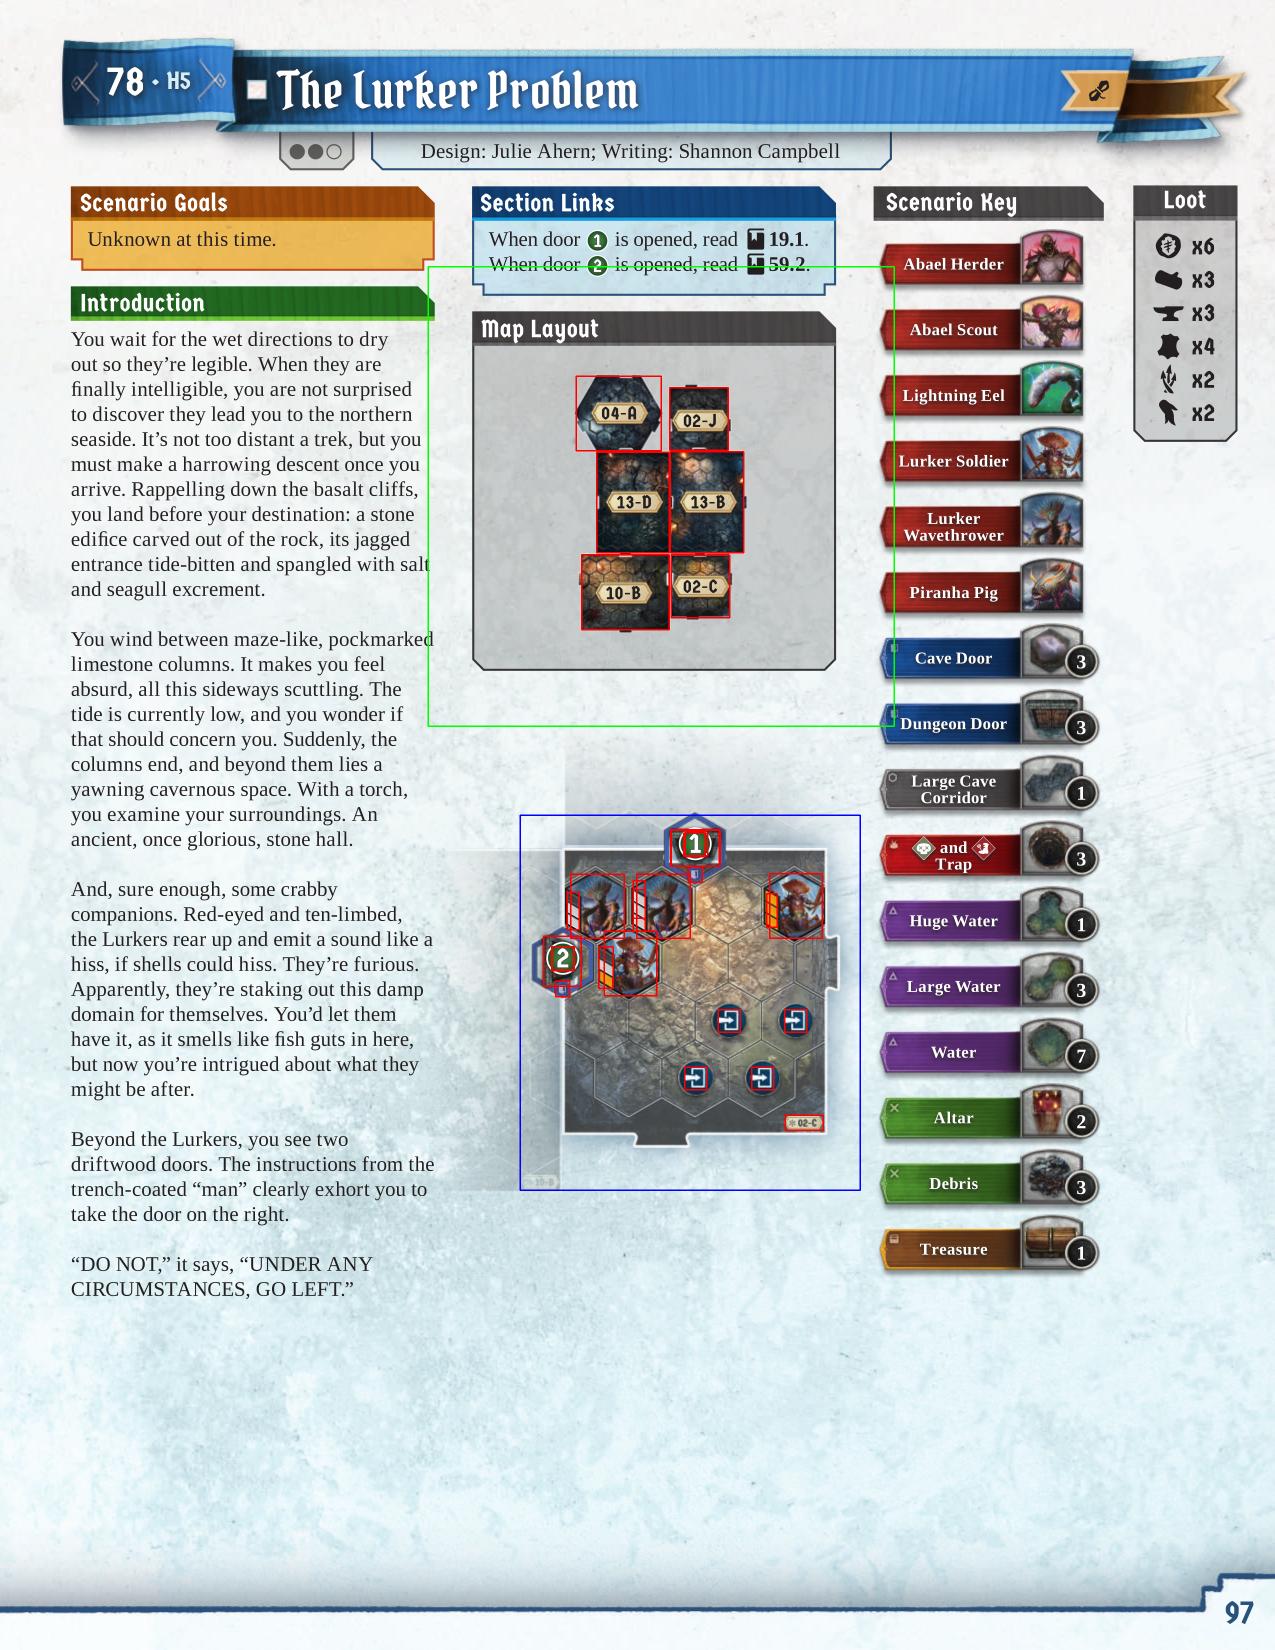 78 • H5
The Lurker Problem
Design: Julie Ahern; Writing: Shannon Campbell
Scenario Goals
Unknown at this time.
Introduction
You wait for the wet directions to dry
out so they’re legible. When they are
finally intelligible, you are not surprised
to discover they lead you to the northern
seaside. It’s not too distant a trek, but you
must make a harrowing descent once you
arrive. Rappelling down the basalt cliffs,
you land before your destination: a stone
edifice carved out of the rock, its jagged
entrance tide-bitten and spangled with salt
and seagull excrement.
You wind between maze-like, pockmarked
limestone columns. It makes you feel
absurd, all this sideways scuttling. The
tide is currently low, and you wonder if
that should concern you. Suddenly, the
columns end, and beyond them lies a
yawning cavernous space. With a torch,
you examine your surroundings. An
ancient, once glorious, stone hall.
And, sure enough, some crabby
companions. Red-eyed and ten-limbed,
the Lurkers rear up and emit a sound like a
hiss, if shells could hiss. They’re furious.
Apparently, they’re staking out this damp
domain for themselves. You’d let them
have it, as it smells like fish guts in here,
but now you’re intrigued about what they
might be after.
Beyond the Lurkers, you see two
driftwood doors. The instructions from the
trench-coated “man” clearly exhort you to
take the door on the right.
“DO NOT,” it says, “UNDER ANY
CIRCUMSTANCES, GO LEFT.”
Section Links
When door 1 is opened, read 19.1.
When door 2 is opened, read 59.2.
Map Layout
04-A
02-J
13-D
13-B
10-B
02-C
1
2
02-C
10-B
Scenario Key
Abael Herder
Abael Scout
Lightning Eel
Lurker Soldier
Lurker
Wavethrower
Piranha Pig
Cave Door 3
Dungeon Door 3
Large Cave
Corridor 1
and
Trap 3
Huge Water 1
Large Water 3
Water 7
Altar 2
Debris 3
Treasure 1
Loot
x6
x3
x3
x4
x2
x2
97